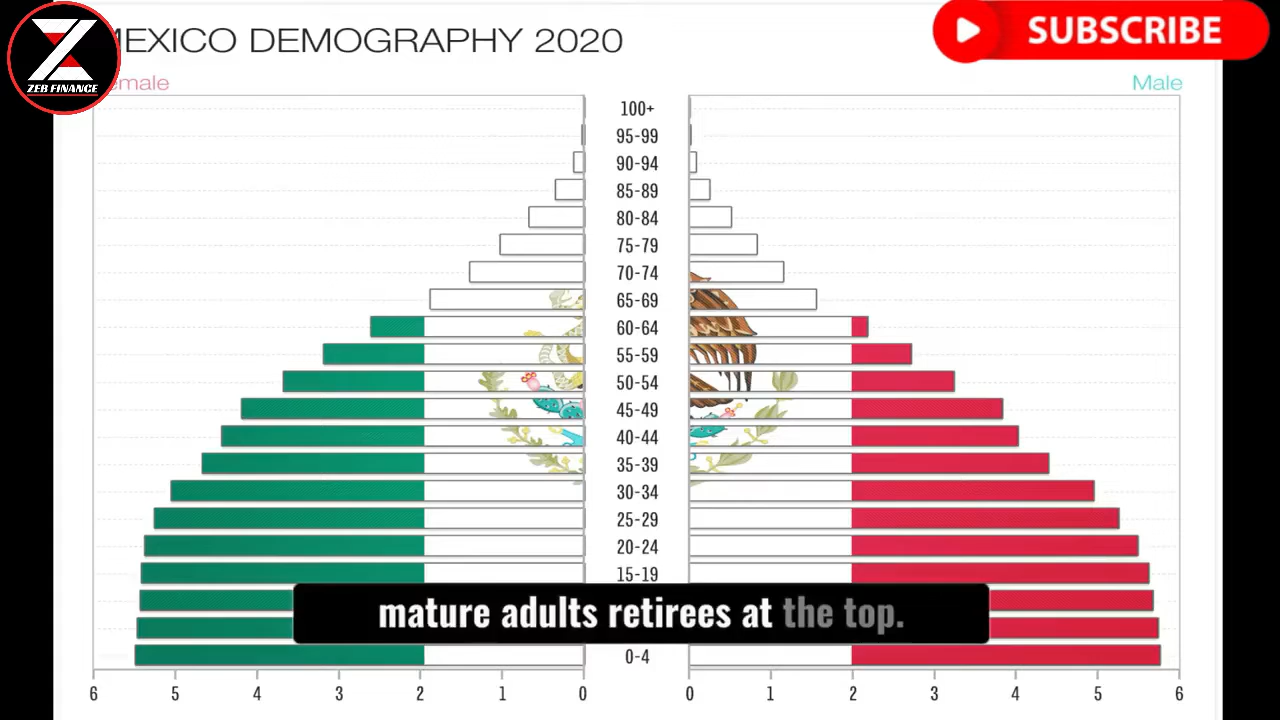 MEXICO DEMOGRAPHY 2020
SUBSCRIBE
ZEB FINANCE
emale
Male
100+
95-99
90-94
85-89
80-84
75-79
70-74
65-69
60-64
55-59
50-54
45-49
40-44
35-39
30-34
25-29
20-24
15-19
mature adults retirees at the top.
0-4
6 5 4 3 2 1 0 0 1 2 3 4 5 6